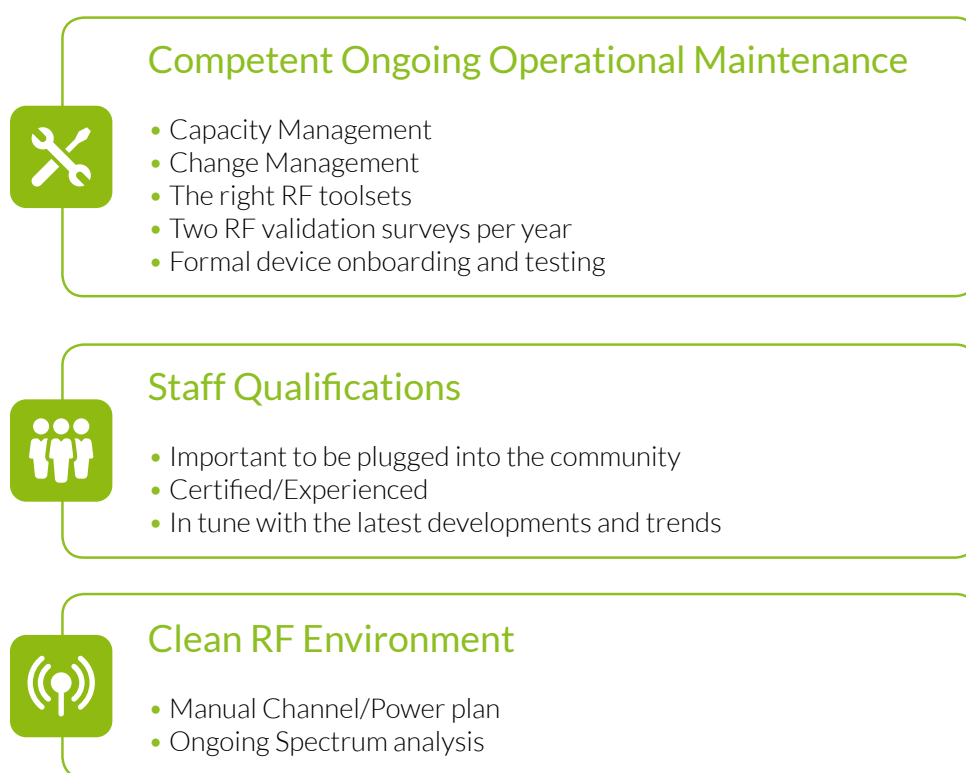 Competent Ongoing Operational Maintenance
• Capacity Management
• Change Management
• The right RF toolsets
• Two RF validation surveys per year
• Formal device onboarding and testing
Staff Qualifications
• Important to be plugged into the community
• Certified/Experienced
• In tune with the latest developments and trends
Clean RF Environment
• Manual Channel/Power plan
• Ongoing Spectrum analysis